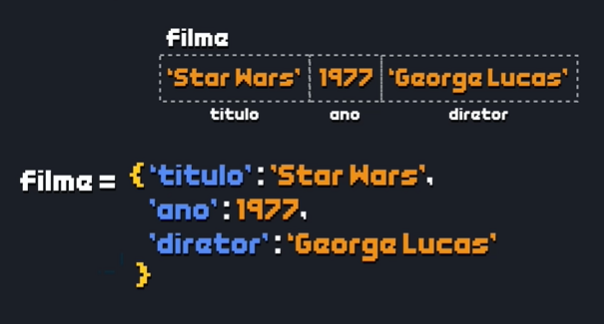 filme
'Star Wars' 1977 'George Lucas'
titulo ano diretor
filme = { 'titulo' : 'Star Wars',
'ano' : 1977,
'diretor' : 'George Lucas'
}